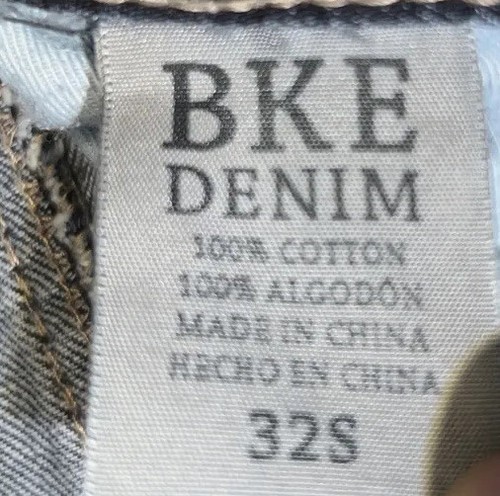 BKE
DENIM
100% COTTON
100% ALGODÓN
MADE IN CHINA
HECHO EN CHINA
32S